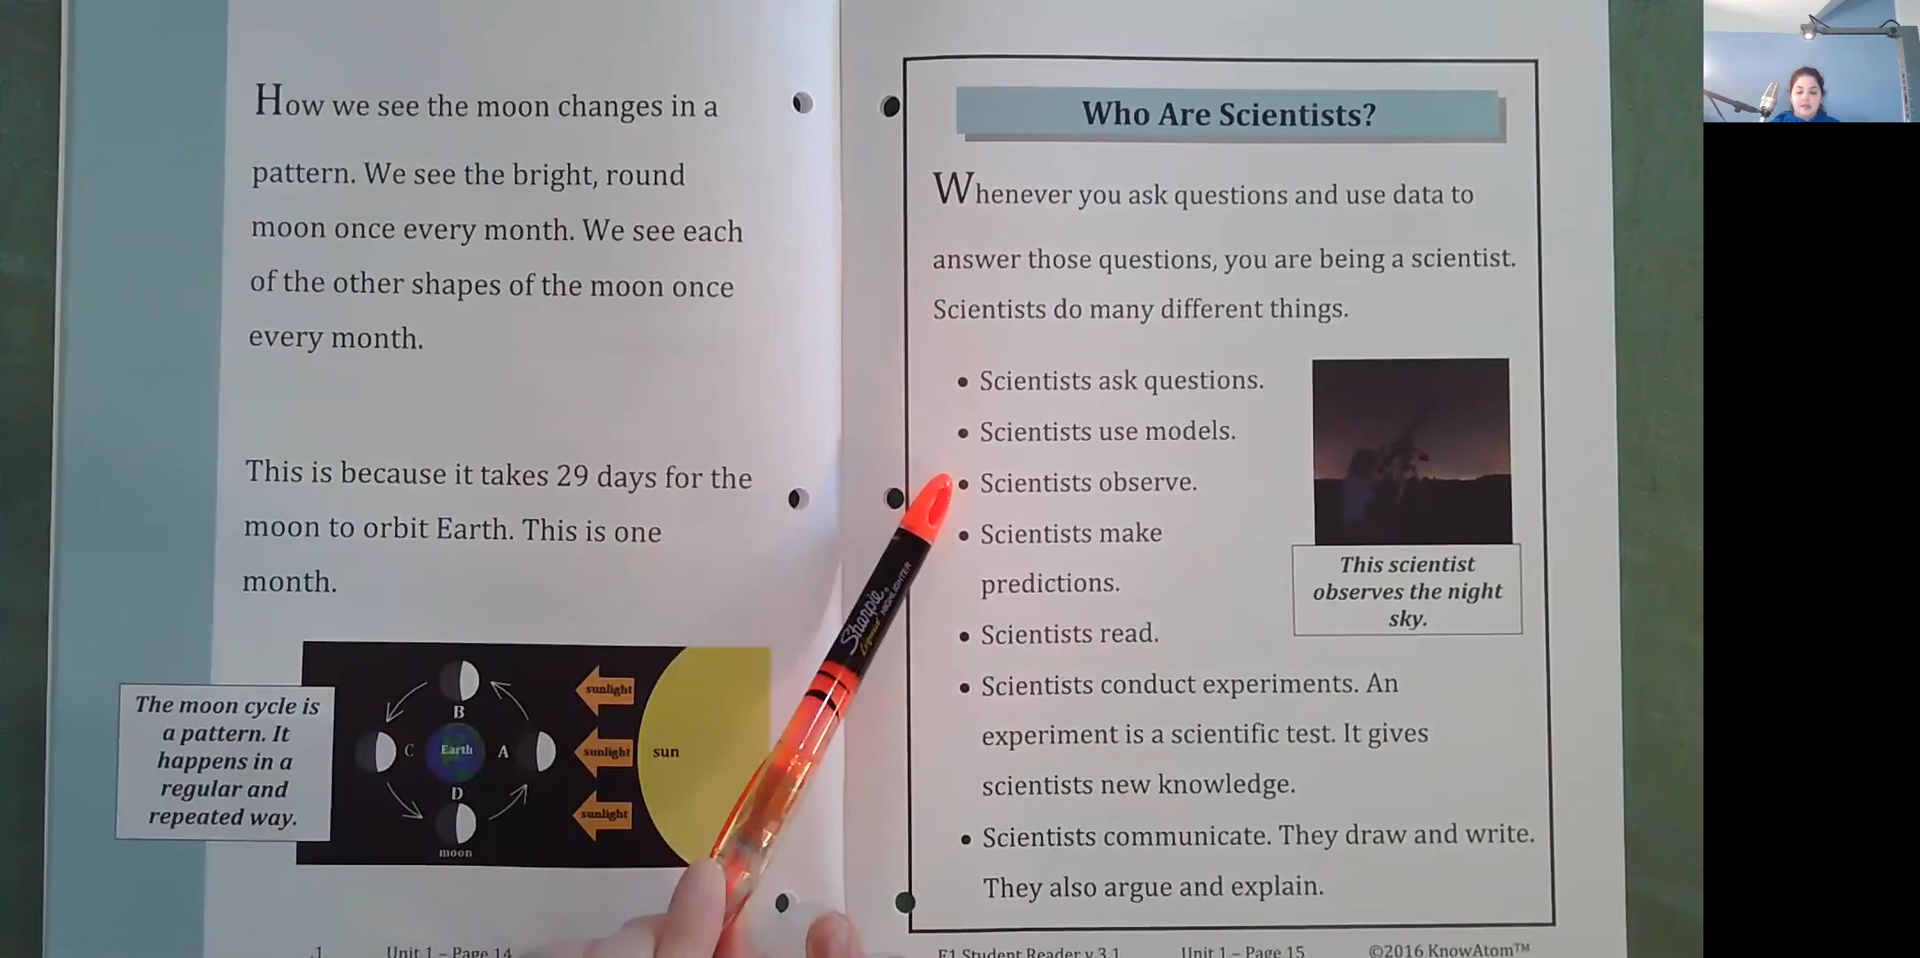 How we see the moon changes in a
pattern. We see the bright, round
moon once every month. We see each
of the other shapes of the moon once
every month.
This is because it takes 29 days for the
moon to orbit Earth. This is one
month.
The moon cycle is
a pattern. It
happens in a
regular and
repeated way.
B
C
Earth
A
D
moon
sunlight
sunlight
sunlight
sun
.1 Unit 1 – Page 14
Who Are Scientists?
Whenever you ask questions and use data to
answer those questions, you are being a scientist.
Scientists do many different things.
• Scientists ask questions.
• Scientists use models.
• Scientists observe.
• Scientists make
predictions.
• Scientists read.
• Scientists conduct experiments. An
experiment is a scientific test. It gives
scientists new knowledge.
• Scientists communicate. They draw and write.
They also argue and explain.
This scientist
observes the night
sky.
E1 Student Reader v 3.1 Unit 1 – Page 15 ©2016 KnowAtom™
Sharpie
HIGHLIGHTER